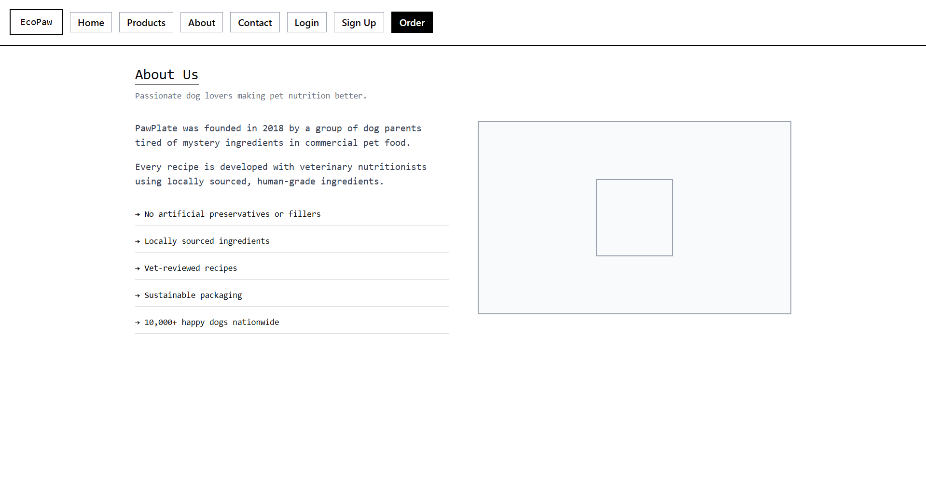 EcoPaw
Home
Products
About
Contact
Login
Sign Up
Order
About Us
Passionate dog lovers making pet nutrition better.
PawPlate was founded in 2018 by a group of dog parents
tired of mystery ingredients in commercial pet food.
Every recipe is developed with veterinary nutritionists
using locally sourced, human-grade ingredients.
→ No artificial preservatives or fillers
→ Locally sourced ingredients
→ Vet-reviewed recipes
→ Sustainable packaging
→ 10,000+ happy dogs nationwide